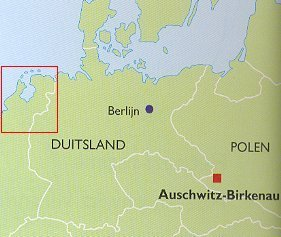 Berlijn
DUITSLAND
POLEN
Auschwitz-Birkenau